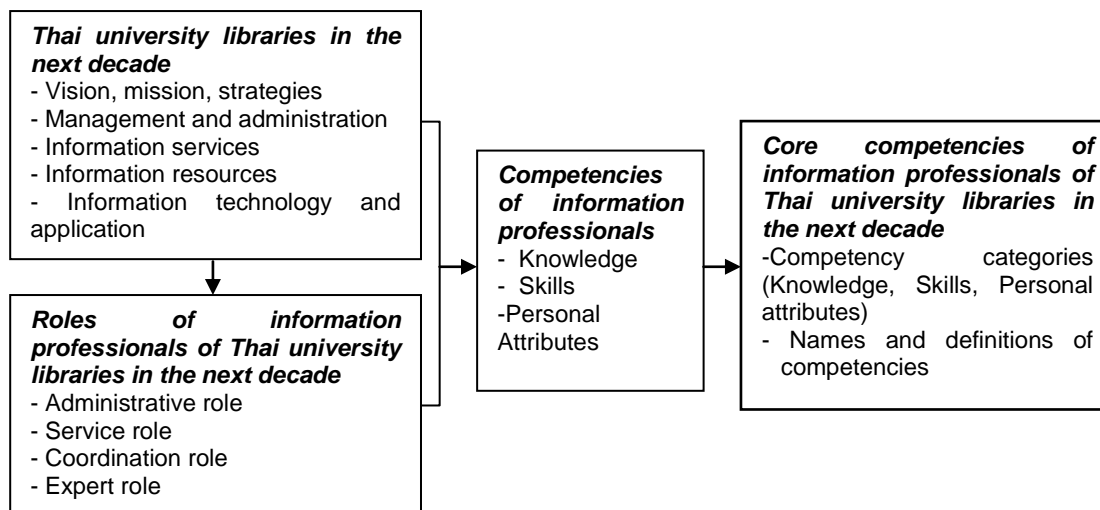 Thai university libraries in the
next decade
- Vision, mission, strategies
- Management and administration
- Information services
- Information resources
- Information technology and
application
Roles of information
professionals of Thai university
libraries in the next decade
- Administrative role
- Service role
- Coordination role
- Expert role
Competencies
of information
professionals
- Knowledge
- Skills
-Personal
Attributes
Core competencies of
information professionals of
Thai university libraries in
the next decade
-Competency categories
(Knowledge, Skills, Personal
attributes)
- Names and definitions of
competencies